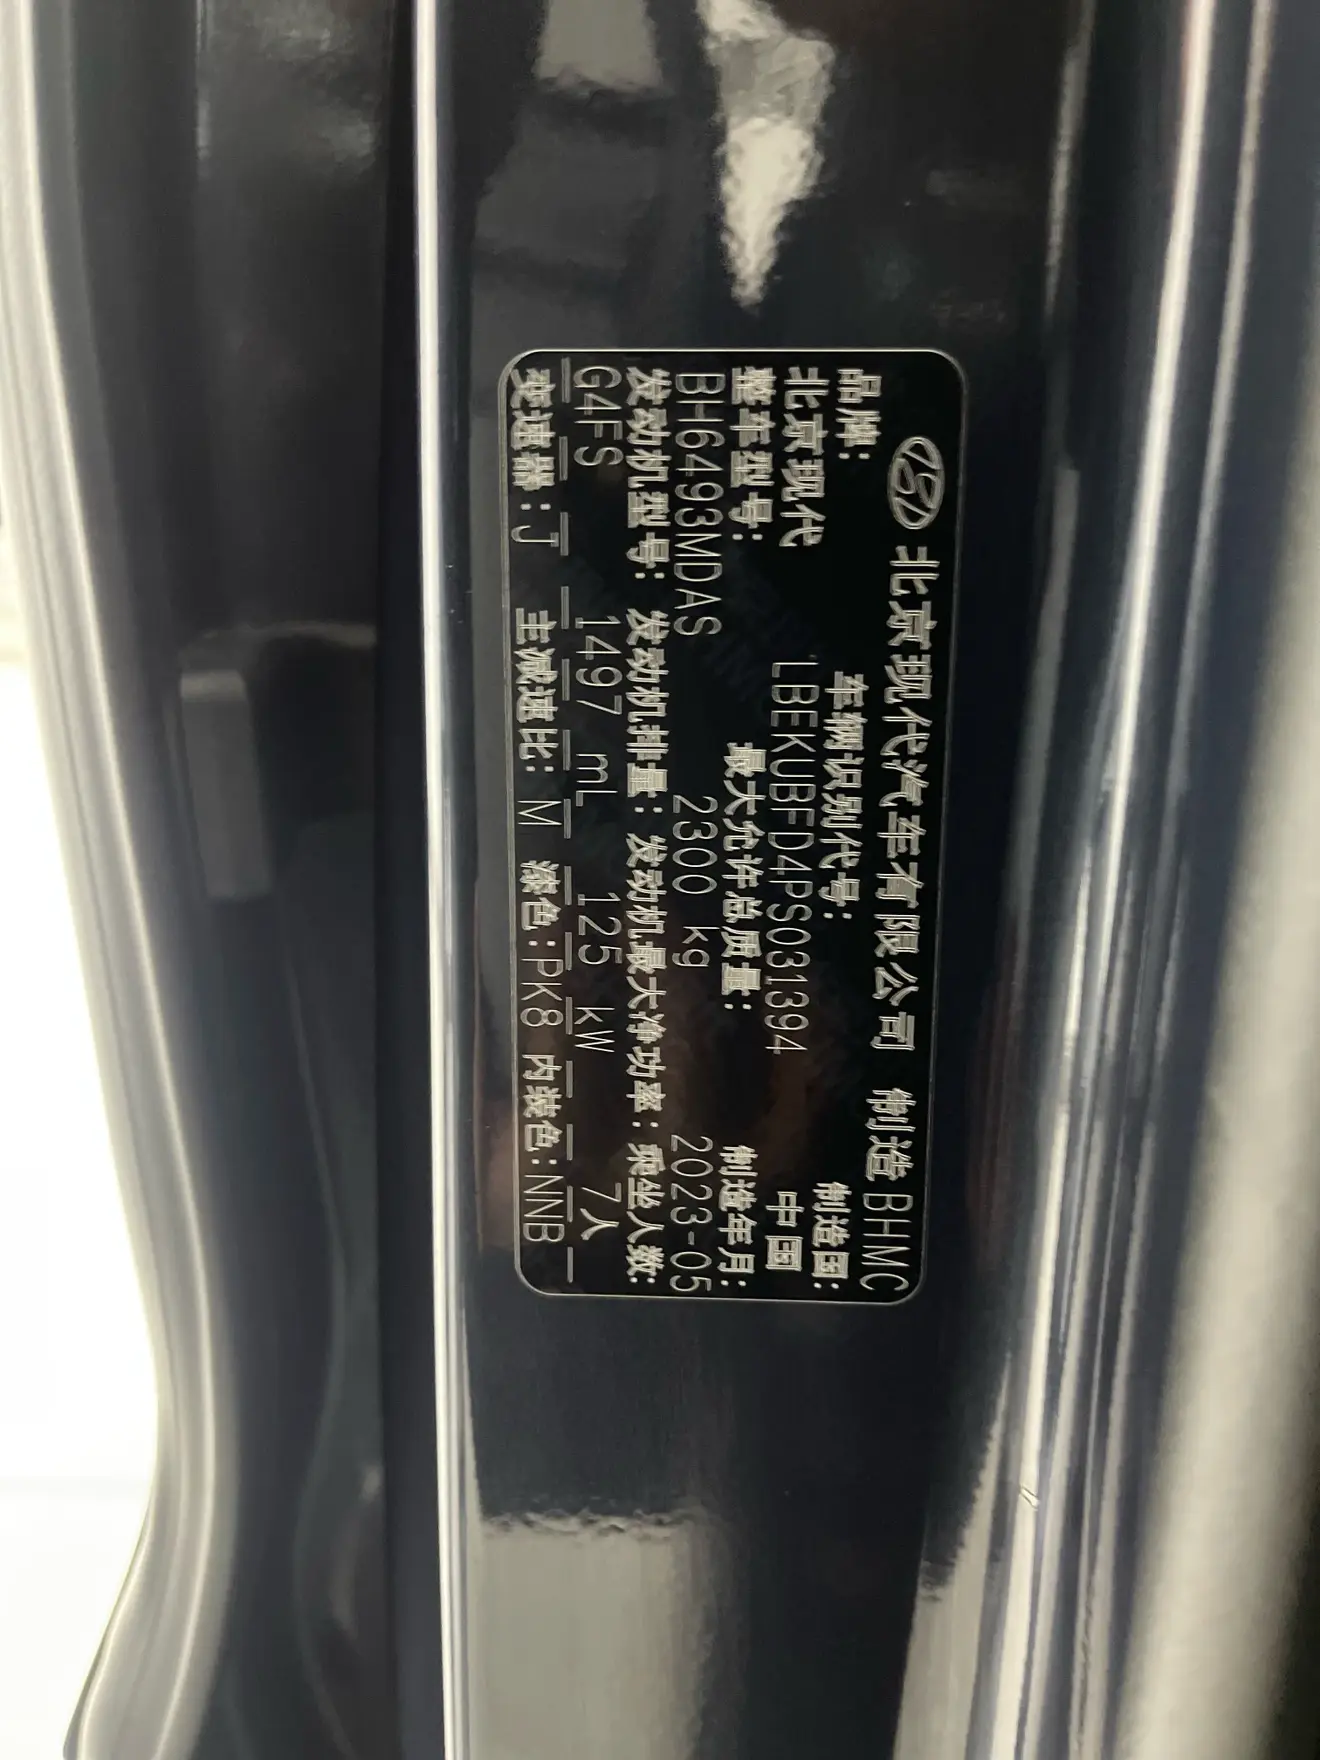 北京现代汽车有限公司 制造 BHMC
品牌: 车辆识别代号: 制造国:
北京现代 LBEKUBFD4PS031394 中国
整车型号: 最大允许总质量: 制造年月:
BH6493MDAS 2300 kg 2023-05
发动机型号: 发动机排量: 发动机最大净功率: 乘坐人数:
G4FS 1497 mL 125 kW 7人
变速器: J 主减速比: M 漆色: PK8 内装色: NNB